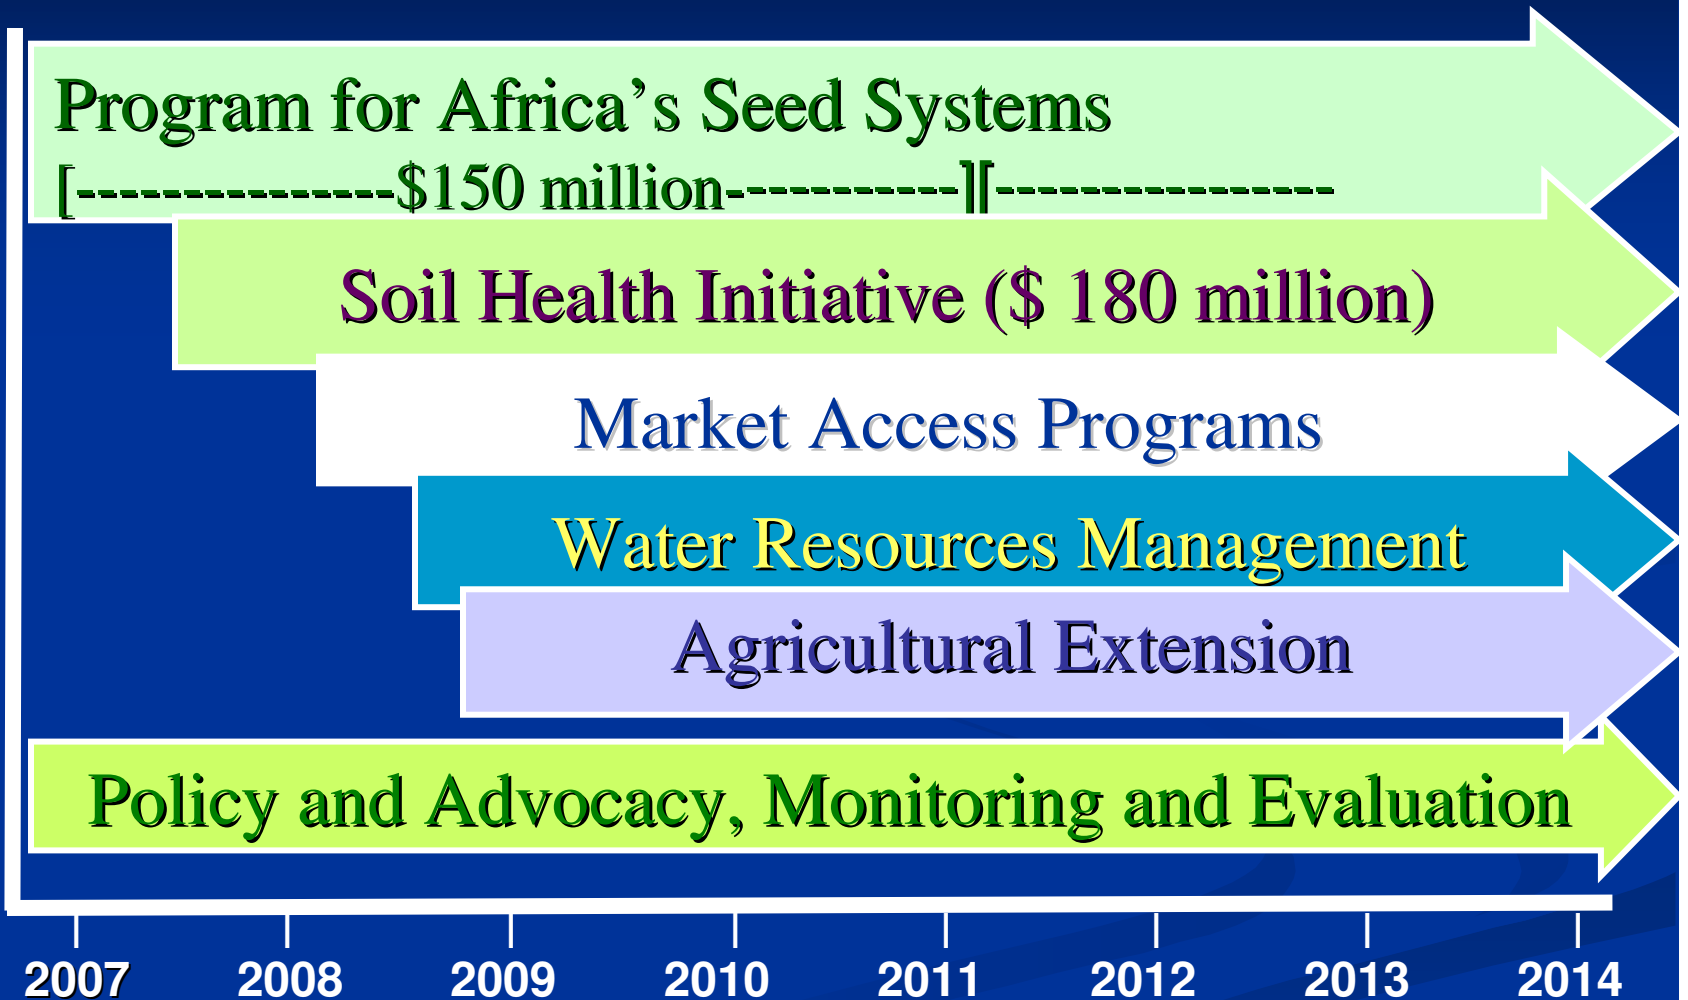 Program for Africa’s Seed Systems
[---------------$150 million-----------][----------------
Soil Health Initiative ($ 180 million)
Market Access Programs
Water Resources Management
Agricultural Extension
Policy and Advocacy, Monitoring and Evaluation
2007 2008 2009 2010 2011 2012 2013 2014